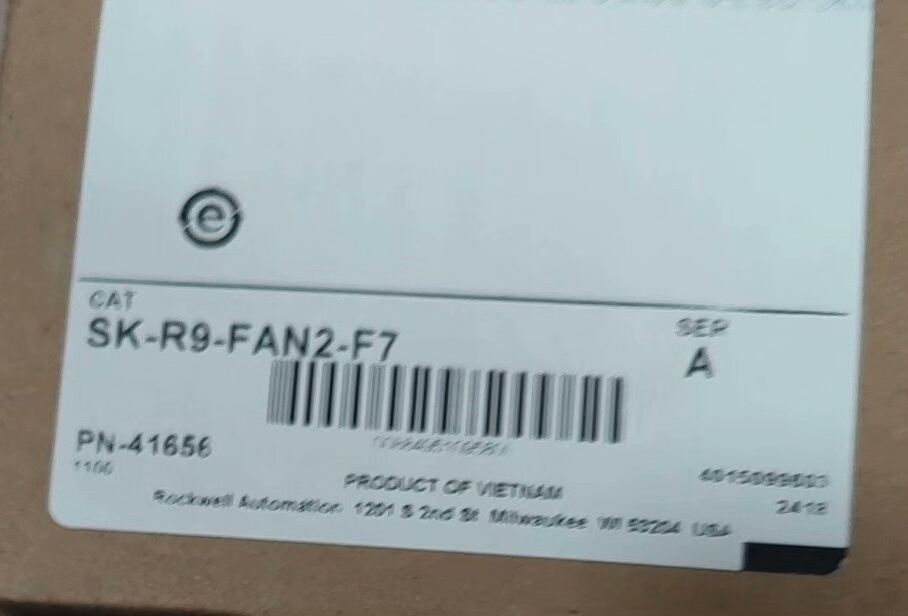 e
CAT
SER
SK-R9-FAN2-F7
A
PN-41656
1100
PRODUCT OF VIETNAM
Rockwell Automation 1201 S 2nd St Milwaukee WI 53204 USA